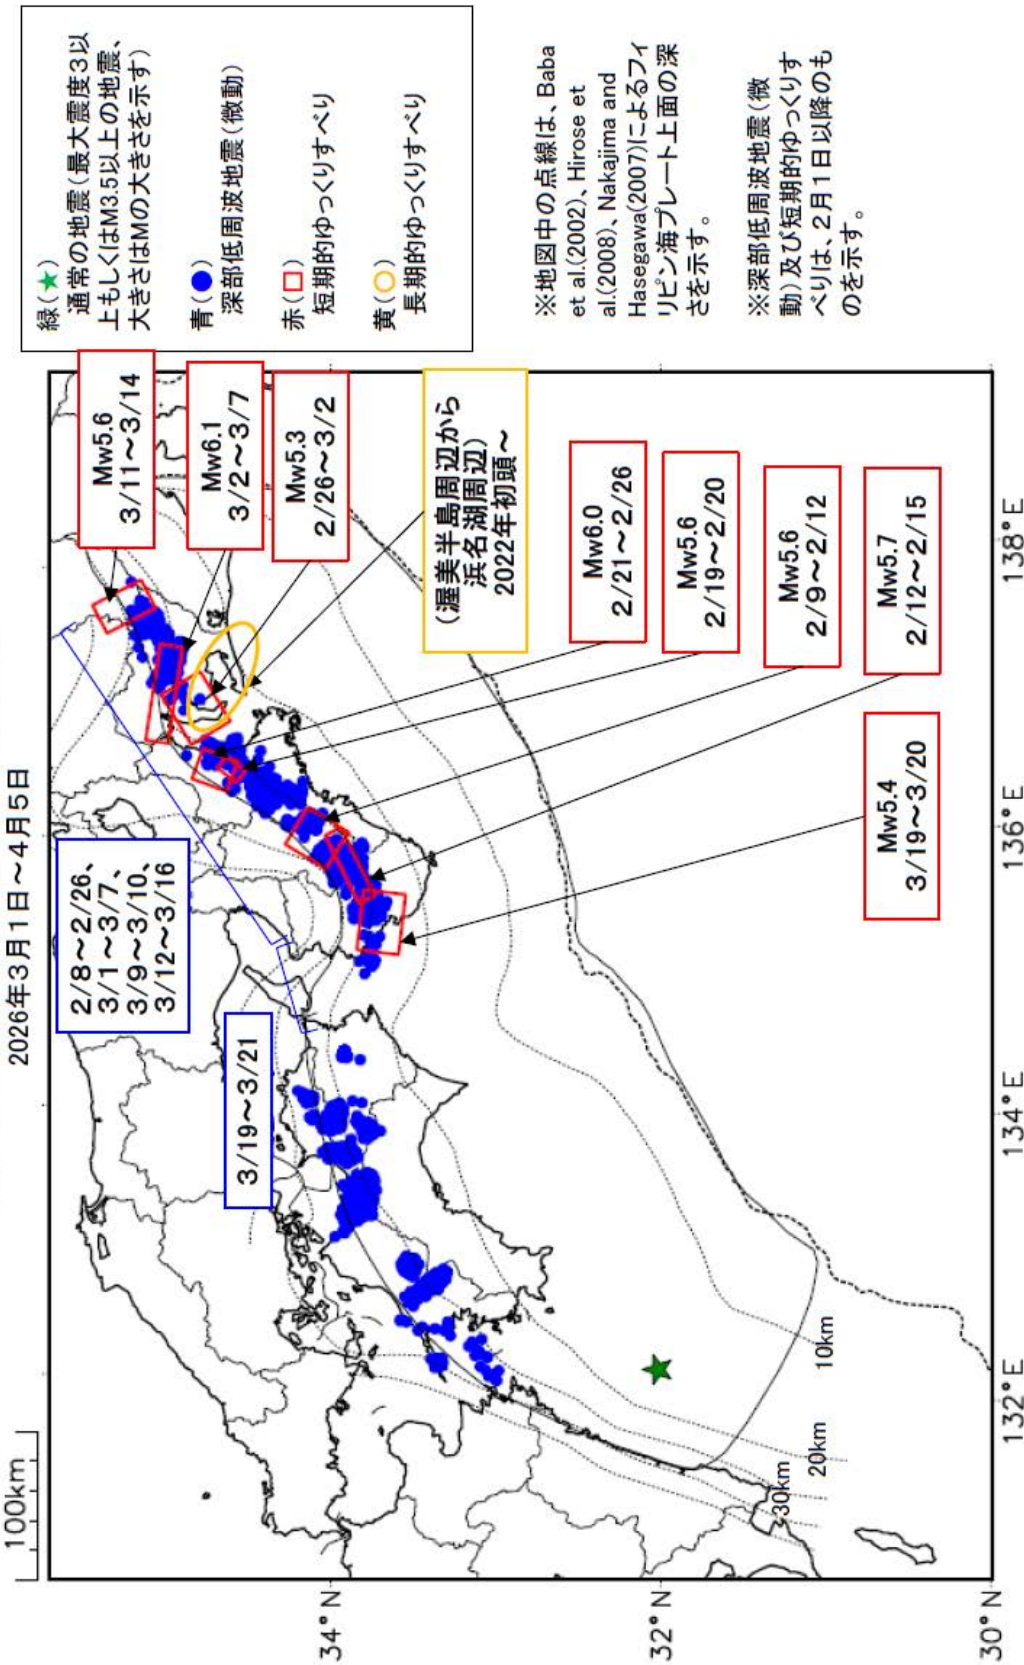 2026年3月1日～4月5日
100km
2/8～2/26、
3/1～3/7、
3/9～3/10、
3/12～3/16
3/19～3/21
Mw5.6
3/11～3/14
Mw6.1
3/2～3/7
Mw5.3
2/26～3/2
(渥美半島周辺から
浜名湖周辺)
2022年初頭～
Mw6.0
2/21～2/26
Mw5.6
2/19～2/20
Mw5.6
2/9～2/12
Mw5.7
2/12～2/15
Mw5.4
3/19～3/20
34°N
32°N
30°N
30km
20km
10km
132°E
134°E
136°E
138°E
緑(★)
通常の地震(最大震度3以
上もしくはM3.5以上の地震、
大きさはMの大きさを示す)
青(●)
深部低周波地震(微動)
赤(□)
短期的ゆっくりすべり
黄(○)
長期的ゆっくりすべり
※地図中の点線は、Baba
et al.(2002)、Hirose et
al.(2008)、Nakajima and
Hasegawa(2007)によるフィ
リピン海プレート上面の深
さを示す。
※深部低周波地震(微
動)及び短期的ゆっくりす
べりは、2月1日以降のも
のを示す。